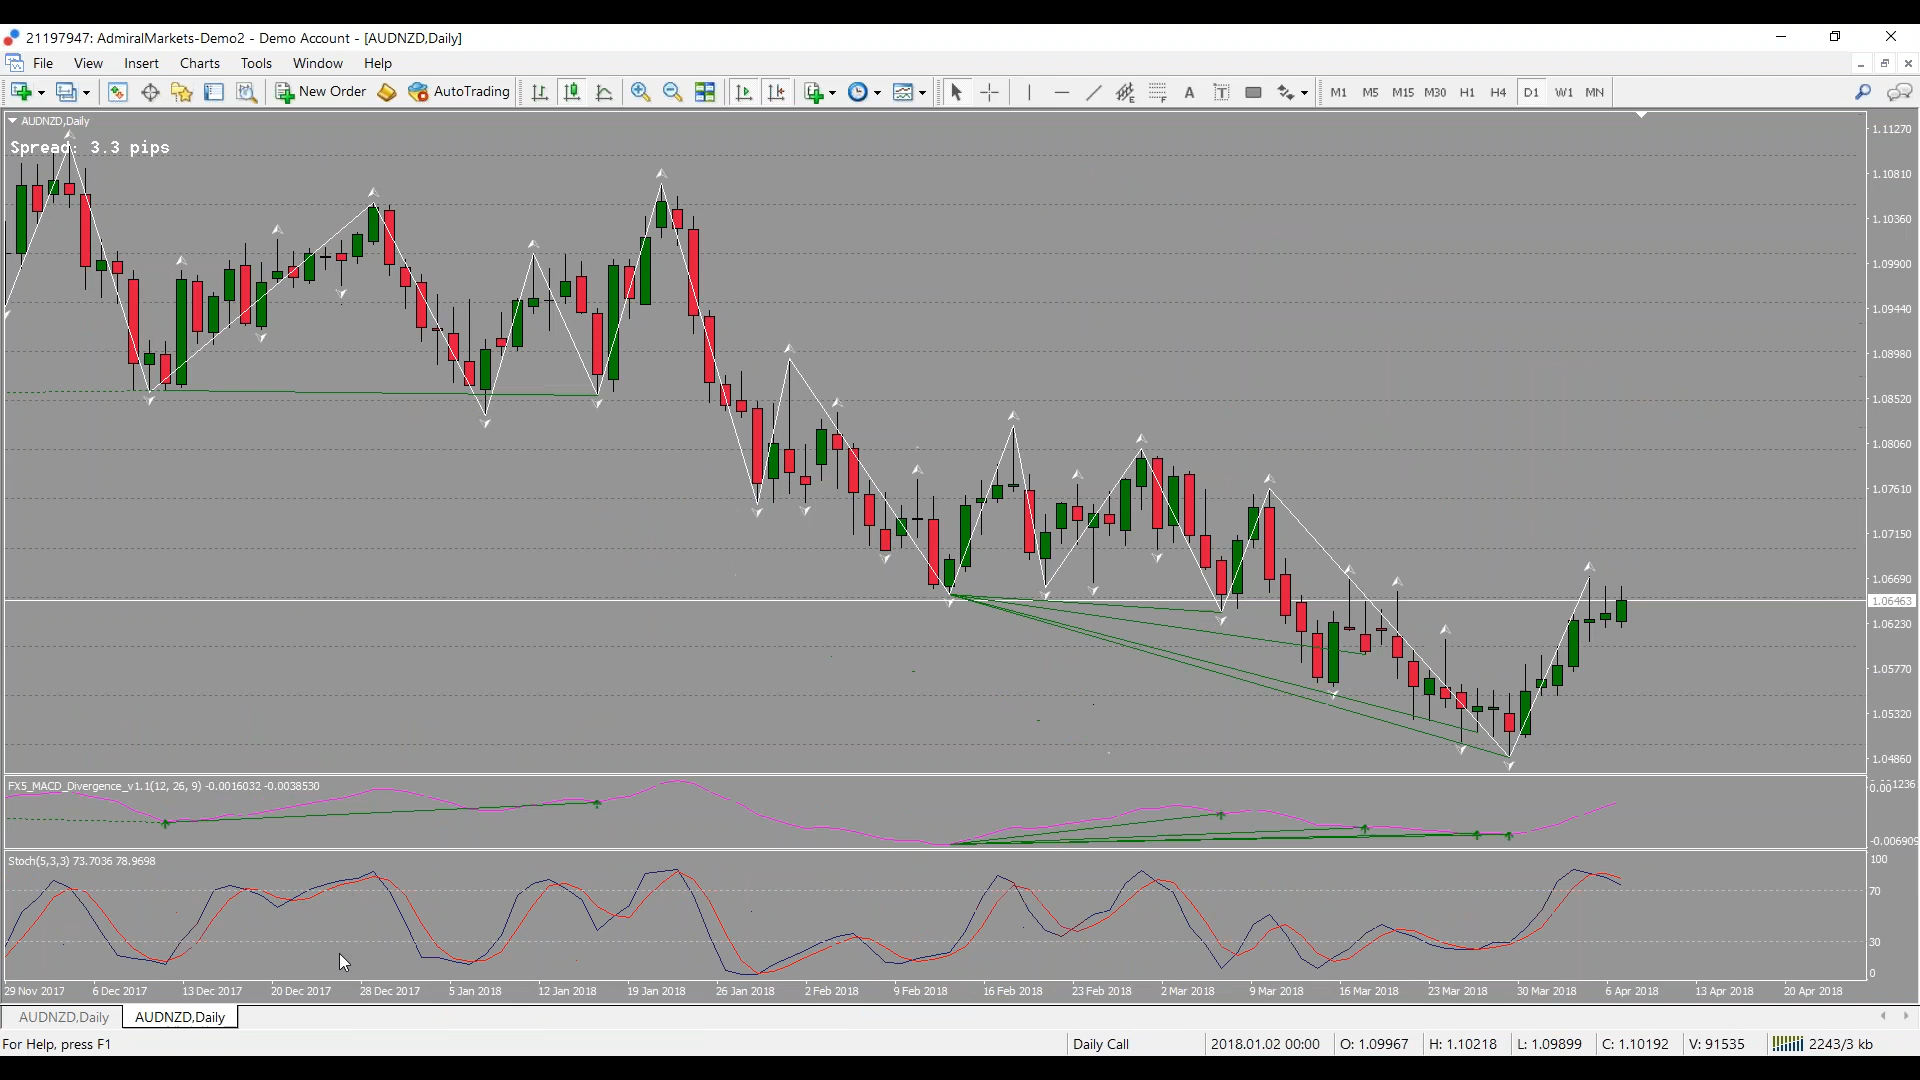 21197947: AdmiralMarkets-Demo2 - Demo Account - [AUDNZD,Daily]
File View Insert Charts Tools Window Help
New Order AutoTrading A T M1 M5 M15 M30 H1 H4 D1 W1 MN
AUDNZD,Daily
Spread: 3.3 pips
1.11270
1.10810
1.10360
1.09900
1.09440
1.08980
1.08520
1.08060
1.07610
1.07150
1.06690
1.06463
1.06230
1.05770
1.05320
1.04860
FX5_MACD_Divergence_v1.1(12, 26, 9) -0.0016032 -0.0038530
-0.006909
Stoch(5,3,3) 73.7036 78.9698
100
70
30
0
29 Nov 2017 6 Dec 2017 13 Dec 2017 20 Dec 2017 28 Dec 2017 5 Jan 2018 12 Jan 2018 19 Jan 2018 26 Jan 2018 2 Feb 2018 9 Feb 2018 16 Feb 2018 23 Feb 2018 2 Mar 2018 9 Mar 2018 16 Mar 2018 23 Mar 2018 30 Mar 2018 6 Apr 2018 13 Apr 2018 20 Apr 2018
AUDNZD,Daily AUDNZD,Daily
For Help, press F1 Daily Call 2018.01.02 00:00 O: 1.09967 H: 1.10218 L: 1.09899 C: 1.10192 V: 91535 2243/3 kb